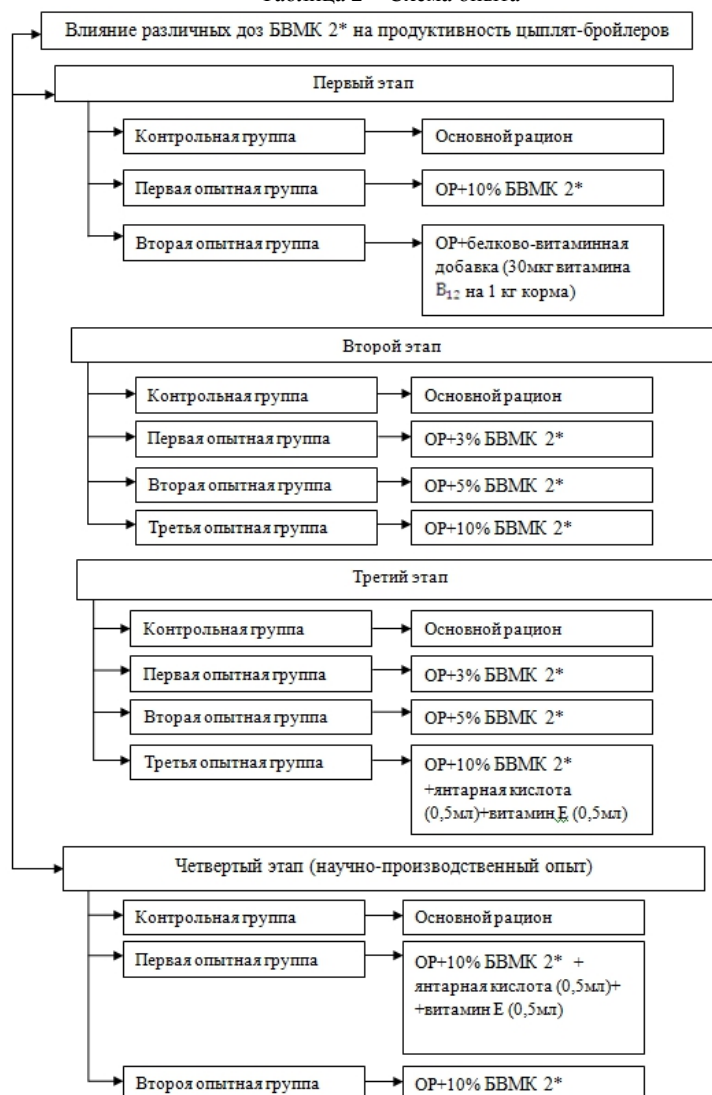 Таблица 2 – Схема опыта
Влияние различных доз БВМК 2* на продуктивность цыплят-бройлеров
Первый этап
Контрольная группа
Основной рацион
Первая опытная группа
ОР+10% БВМК 2*
Вторая опытная группа
ОР+белково-витаминная
добавка (30мкг витамина
B₁₂ на 1 кг корма)
Второй этап
Контрольная группа
Основной рацион
Первая опытная группа
ОР+3% БВМК 2*
Вторая опытная группа
ОР+5% БВМК 2*
Третья опытная группа
ОР+10% БВМК 2*
Третий этап
Контрольная группа
Основной рацион
Первая опытная группа
ОР+3% БВМК 2*
Вторая опытная группа
ОР+5% БВМК 2*
Третья опытная группа
ОР+10% БВМК 2*
+янтарная кислота
(0,5мл)+витамин Е (0,5мл)
Четвертый этап (научно-производственный опыт)
Контрольная группа
Основной рацион
Первая опытная группа
ОР+10% БВМК 2* +
янтарная кислота (0,5мл)+
+витамин Е (0,5мл)
Второя опытная группа
ОР+10% БВМК 2*